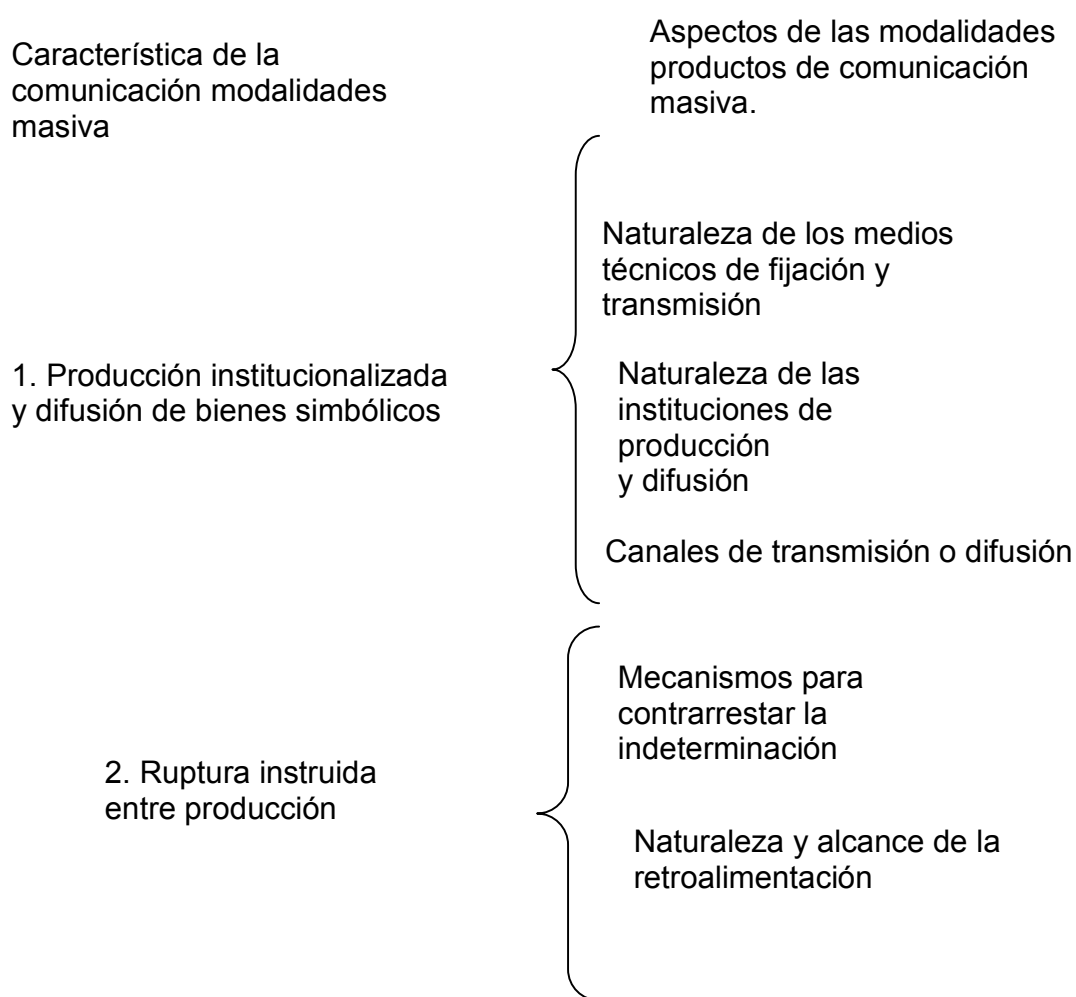 Característica de la
comunicación modalidades
masiva
Aspectos de las modalidades
productos de comunicación
masiva.
1. Producción institucionalizada
y difusión de bienes simbólicos
Naturaleza de los medios
técnicos de fijación y
transmisión
Naturaleza de las
instituciones de
producción
y difusión
Canales de transmisión o difusión
2. Ruptura instruida
entre producción
Mecanismos para
contrarrestar la
indeterminación
Naturaleza y alcance de la
retroalimentación